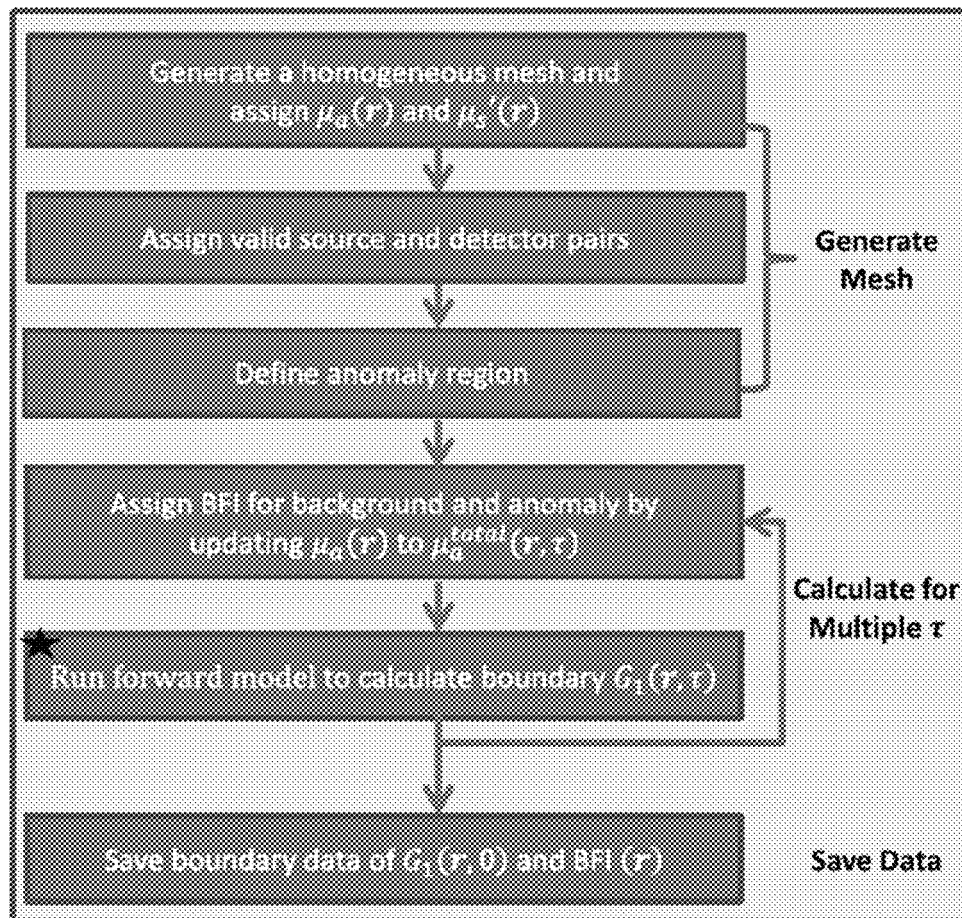 Generate a homogeneous mesh and
assign μₐ(r) and μₛ'(r)
Assign valid source and detector pairs
Generate
Mesh
Define anomaly region
Assign BFI for background and anomaly by
updating μₐ(r) to μₐᵗᵒᵗᵃˡ(r, τ)
Calculate for
Multiple τ
Run forward model to calculate boundary G₁(r, τ)
Save boundary data of G₁(r, 0) and BFI (r)
Save Data